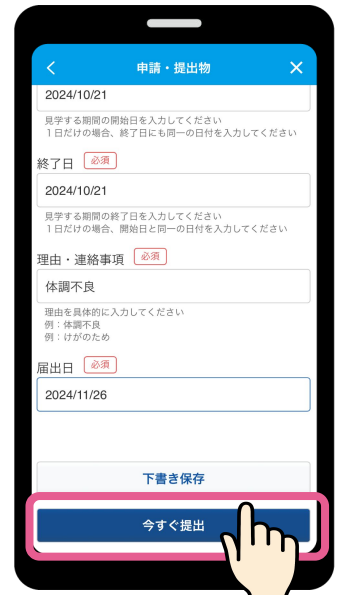 申請・提出物
2024/10/21
見学する期間の開始日を入力してください
1日だけの場合、終了日にも同一の日付を入力してください
終了日 必須
2024/10/21
見学する期間の終了日を入力してください
1日だけの場合、開始日と同一の日付を入力してください
理由・連絡事項 必須
体調不良
理由を具体的に入力してください
例：体調不良
例：けがのため
届出日 必須
2024/11/26
下書き保存
今すぐ提出